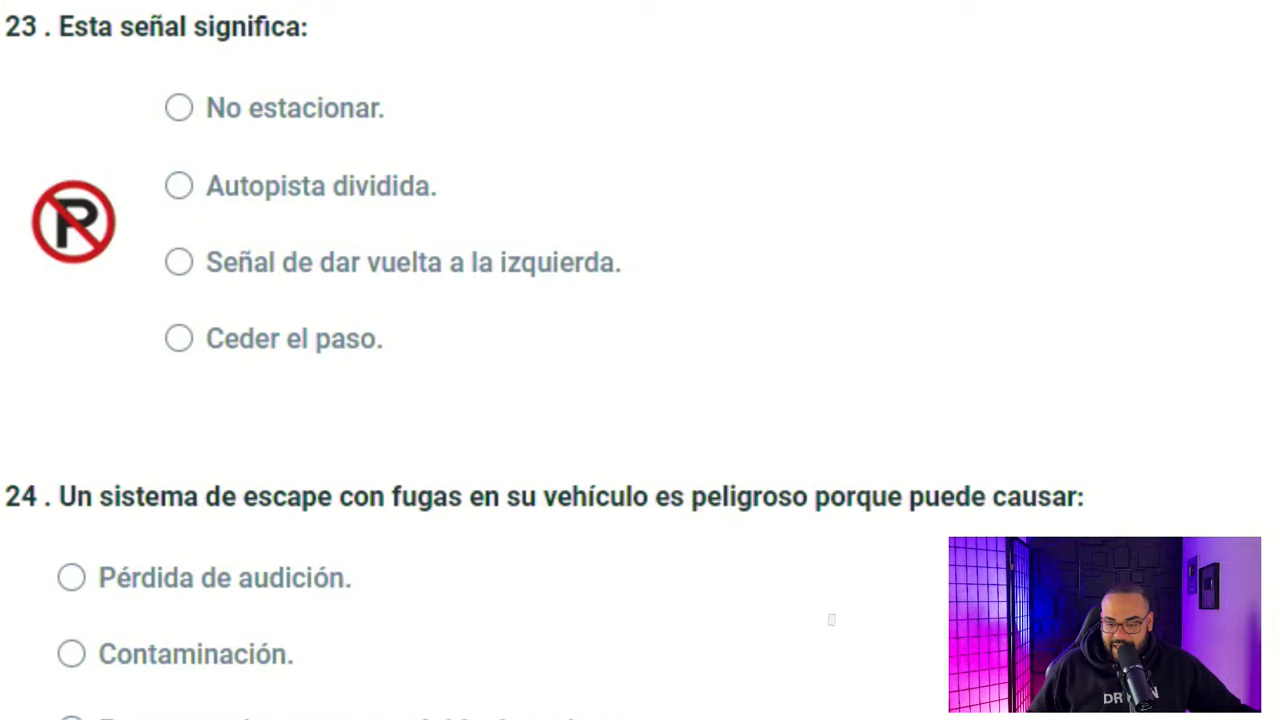 23 . Esta señal significa:
No estacionar.
Autopista dividida.
P
Señal de dar vuelta a la izquierda.
Ceder el paso.
24 . Un sistema de escape con fugas en su vehículo es peligroso porque puede causar:
Pérdida de audición.
Contaminación.